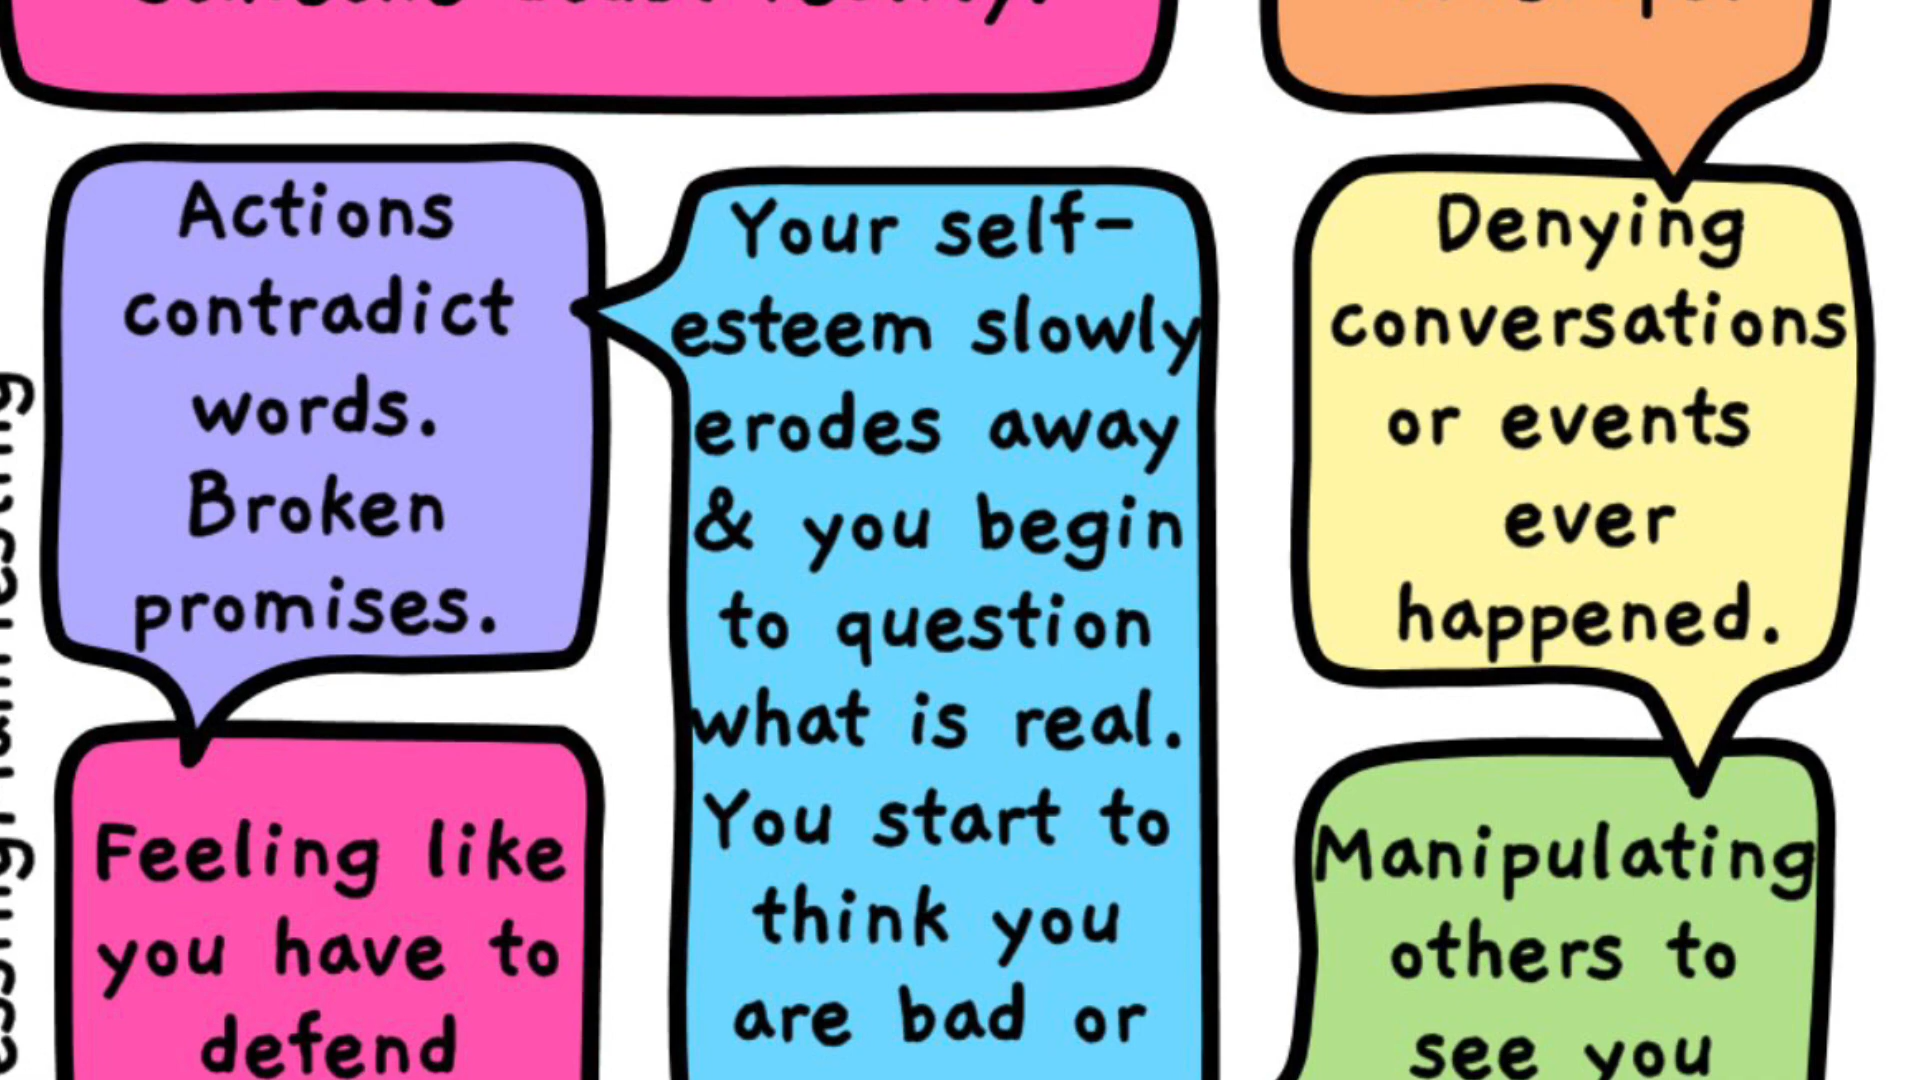 Actions
contradict
words.
Broken
promises.
Feeling like
you have to
defend
Your self-
esteem slowly
erodes away
& you begin
to question
what is real.
You start to
think you
are bad or
Denying
conversations
or events
ever
happened.
Manipulating
others to
see you